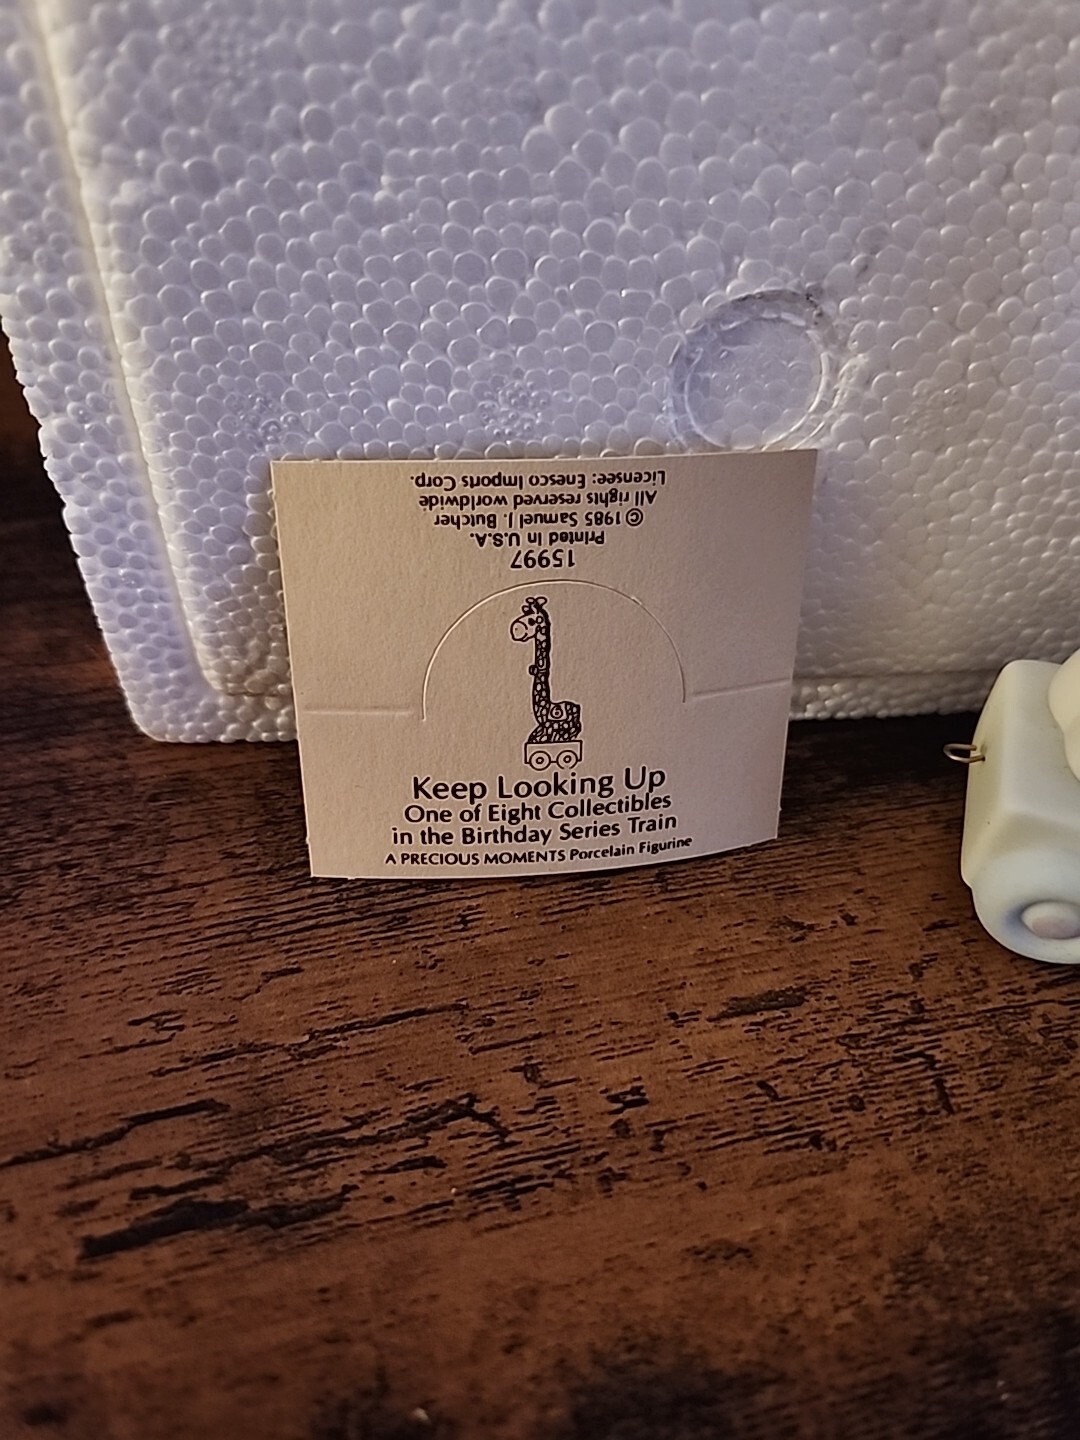 Licensee: Enesco Imports Corp.
All rights reserved worldwide
© 1985 Samuel J. Butcher
Printed in U.S.A.
15997
6
Keep Looking Up
One of Eight Collectibles
in the Birthday Series Train
A PRECIOUS MOMENTS Porcelain Figurine